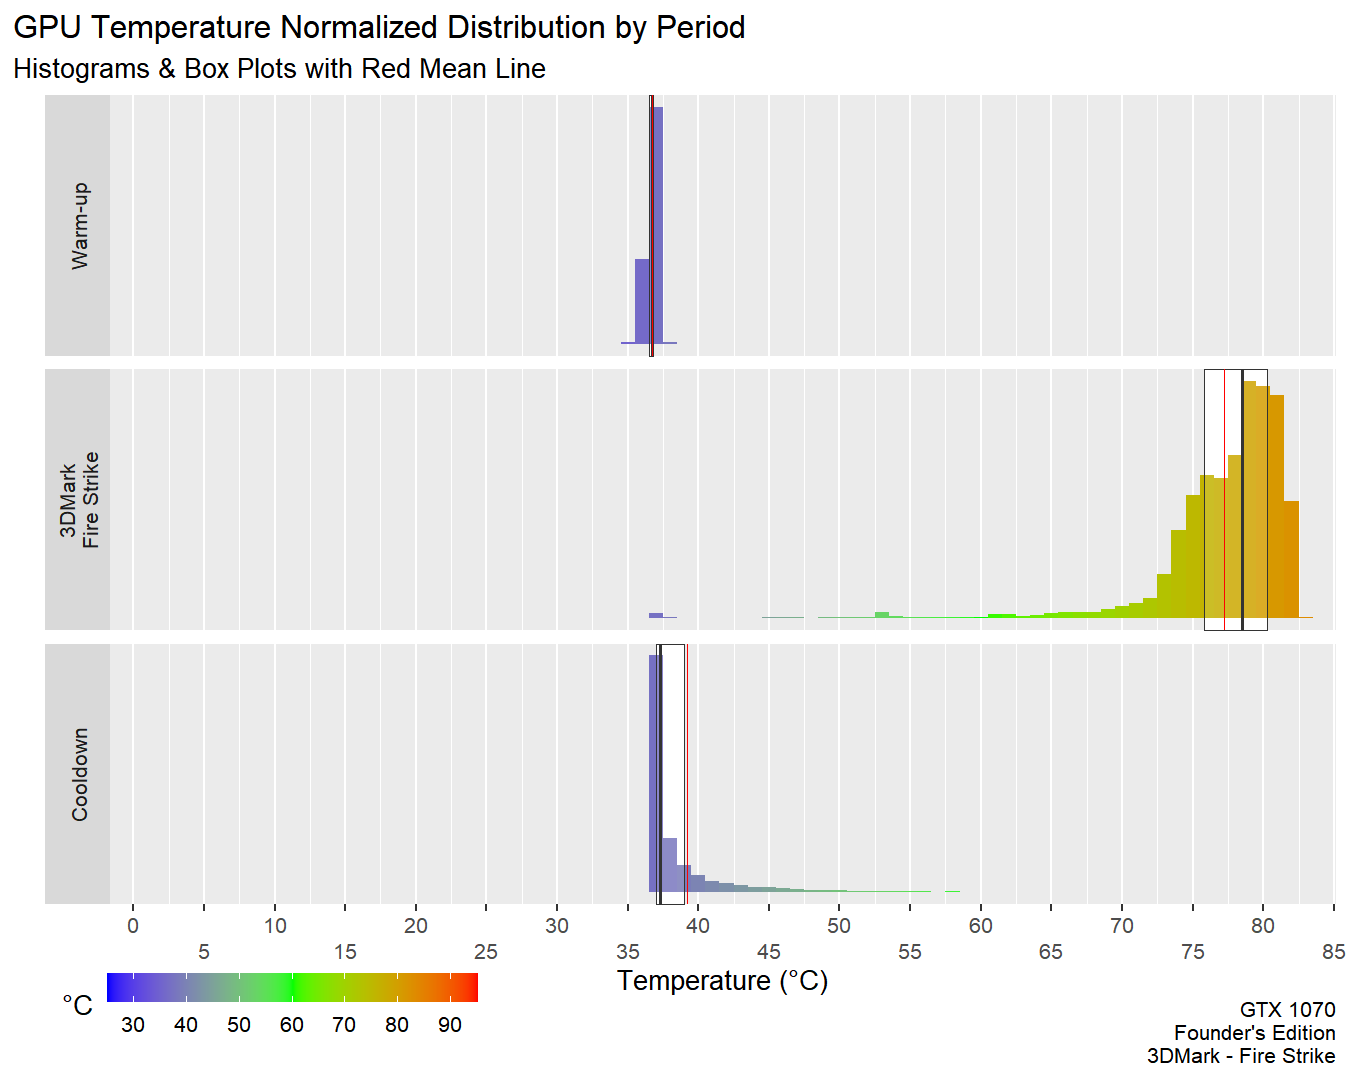 GPU Temperature Normalized Distribution by Period
Histograms & Box Plots with Red Mean Line
Warm-up
3DMark
Fire Strike
Cooldown
0 10 20 30 40 50 60 70 80
5 15 25 35 45 55 65 75 85
Temperature (°C)
°C
30 40 50 60 70 80 90
GTX 1070
Founder's Edition
3DMark - Fire Strike